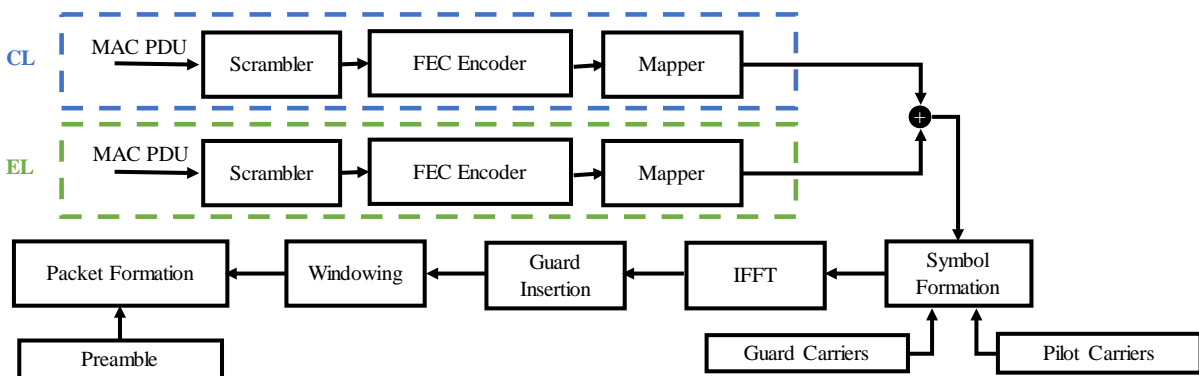 CL
MAC PDU
Scrambler
FEC Encoder
Mapper
EL
MAC PDU
Scrambler
FEC Encoder
Mapper
Packet Formation
Windowing
Guard
Insertion
IFFT
Symbol
Formation
Preamble
Guard Carriers
Pilot Carriers